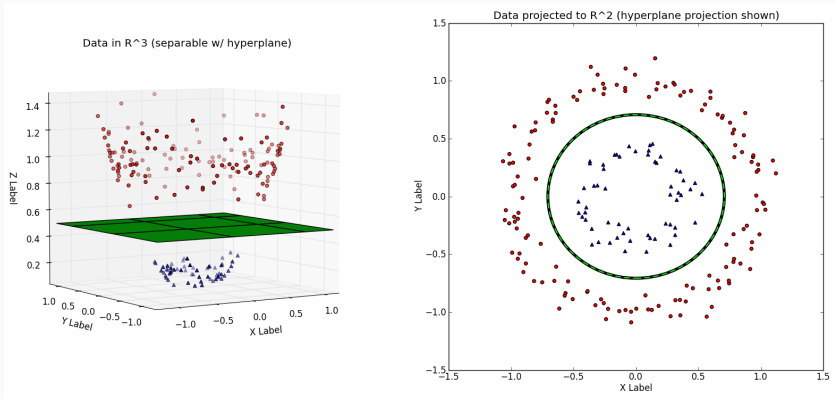 Data in R^3 (separable w/ hyperplane)
1.4
1.2
1.0
0.8
0.6
0.4
0.2
Z Label
1.0 0.5 0.0 −0.5 −1.0
Y Label
−1.0 −0.5 0.0 0.5 1.0
X Label
Data projected to R^2 (hyperplane projection shown)
1.5
1.0
0.5
0.0
−0.5
−1.0
−1.5
Y Label
−1.5 −1.0 −0.5 0.0 0.5 1.0 1.5
X Label